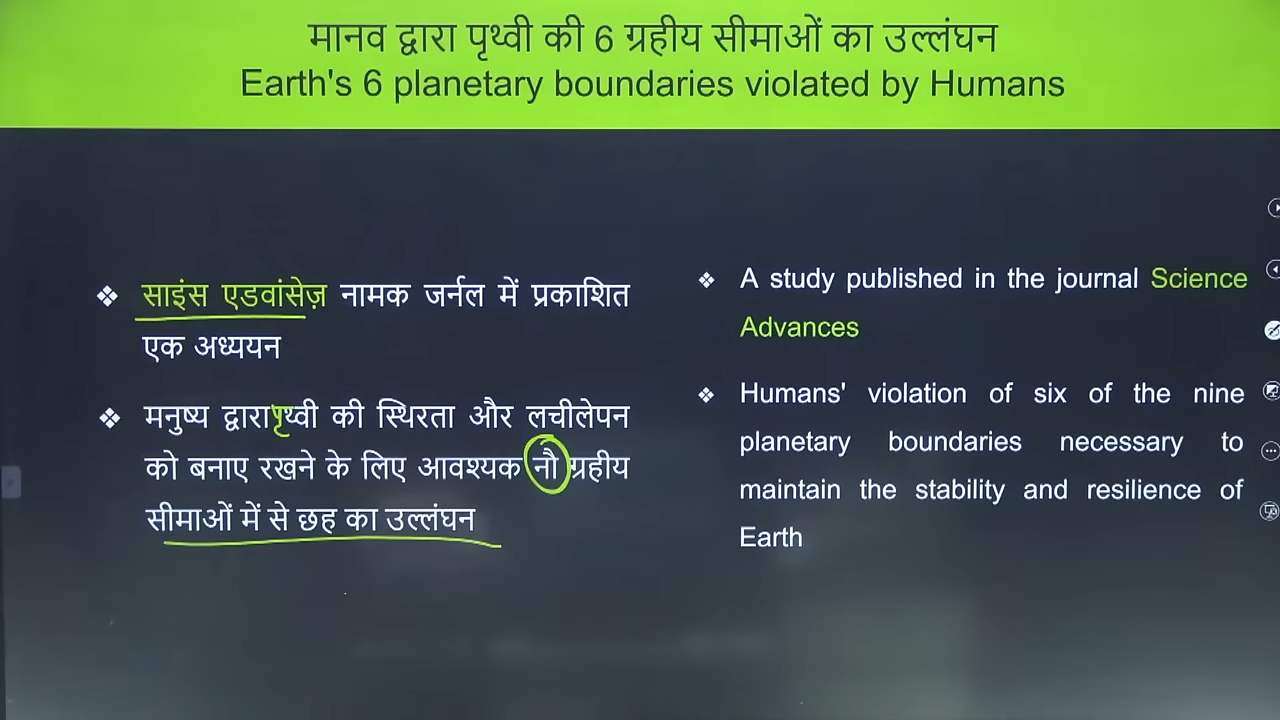 मानव द्वारा पृथ्वी की 6 ग्रहीय सीमाओं का उल्लंघन
Earth's 6 planetary boundaries violated by Humans
❖ साइंस एडवांसेज़ नामक जर्नल में प्रकाशित
एक अध्ययन
❖ मनुष्य द्वारा पृथ्वी की स्थिरता और लचीलेपन
को बनाए रखने के लिए आवश्यक नौ ग्रहीय
सीमाओं में से छह का उल्लंघन
❖ A study published in the journal Science
Advances
❖ Humans' violation of six of the nine
planetary boundaries necessary to
maintain the stability and resilience of
Earth